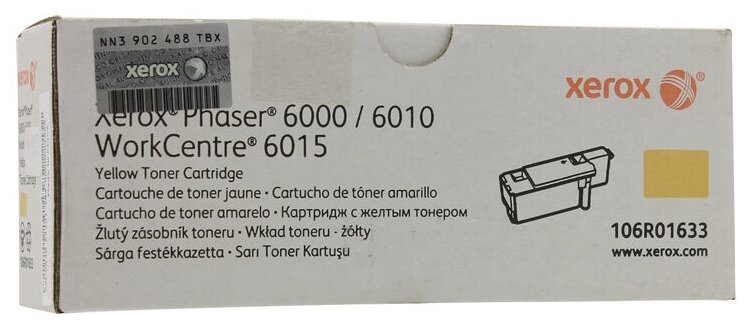 NN3 902 488 TBX
xerox
xerox
Xerox® Phaser® 6000 / 6010
WorkCentre® 6015
Yellow Toner Cartridge
Cartouche de toner jaune • Cartucho de tóner amarillo
Cartucho de toner amarelo • Картридж с желтым тонером
Žlutý zásobník toneru • Wkład toneru - żółty
Sárga festékkazetta • Sarı Toner Kartuşu
106R01633
www.xerox.com